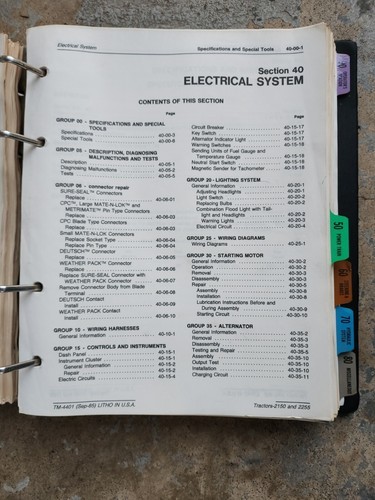 Electrical System
Specifications and Special Tools 40-00-1
Section 40
ELECTRICAL SYSTEM
CONTENTS OF THIS SECTION
Page
GROUP 00 - SPECIFICATIONS AND SPECIAL
TOOLS
Specifications 40-00-3
Special Tools 40-00-8
GROUP 05 - DESCRIPTION, DIAGNOSING
MALFUNCTIONS AND TESTS
Description 40-05-1
Diagnosing Malfunctions 40-05-2
Tests 40-05-5
GROUP 06 - connector repair
SURE-SEAL™ Connectors
Replace 40-06-01
CPC™, Large MATE-N-LOK™ and
METRIMATE™ Pin Type Connectors
Replace 40-06-03
CPC Blade Type Connectors
Replace 40-06-03
Small MATE-N-LOK Connectors
Replace Socket Type 40-06-04
Replace Pin Type 40-06-04
DEUTSCH™ Connector
Replace 40-06-05
WEATHER PACK™ Connector
Replace 40-06-06
Replace SURE-SEAL Connector with
WEATHER PACK Connector 40-06-07
Remove Connector Body from Blade
Terminal 40-06-08
DEUTSCH Contact
Install 40-06-09
WEATHER PACK Contact
Install 40-06-10
GROUP 10 - WIRING HARNESSES
General Information 40-10-1
GROUP 15 - CONTROLS AND INSTRUMENTS
Dash Panel 40-15-1
Instrument Cluster 40-15-1
General Information 40-15-2
Repair 40-15-2
Electric Circuits 40-15-4
Page
Circuit Breaker 40-15-17
Key Switch 40-15-17
Alternator Indicator Light 40-15-17
Warning Switches 40-15-18
Sending Units of Fuel Gauge and
Temperature Gauge 40-15-18
Neutral Start Switch 40-15-18
Magnetic Sender for Tachometer 40-15-18
GROUP 20 - LIGHTING SYSTEM
General Information 40-20-1
Adjusting Headlights 40-20-1
Light Switch 40-20-2
Replacing Bulbs 40-20-2
Combination Flood Light with Tail-
light and Headlights 40-20-2
Warning Lights 40-20-3
Electrical Circuit 40-20-4
GROUP 25 - WIRING DIAGRAMS
Wiring Diagrams 40-25-1
GROUP 30 - STARTING MOTOR
General Information 40-30-2
Operation 40-30-2
Removal 40-30-2
Disassembly 40-30-2
Repair 40-30-3
Assembly 40-30-5
Installation 40-30-8
Lubrication Instructions Before and
During Assembly 40-30-8
Starting Circuit 40-30-10
GROUP 35 - ALTERNATOR
General Information 40-35-2
Removal 40-35-2
Disassembly 40-35-3
Testing and Repair 40-35-5
Assembly 40-35-8
Output Test 40-35-10
Installation 40-35-11
Charging Circuit 40-35-11
TM-4401 (Sep-85) LITHO IN U.S.A.
Tractors-2150 and 2255
50
POWER TRAIN
60
70
80